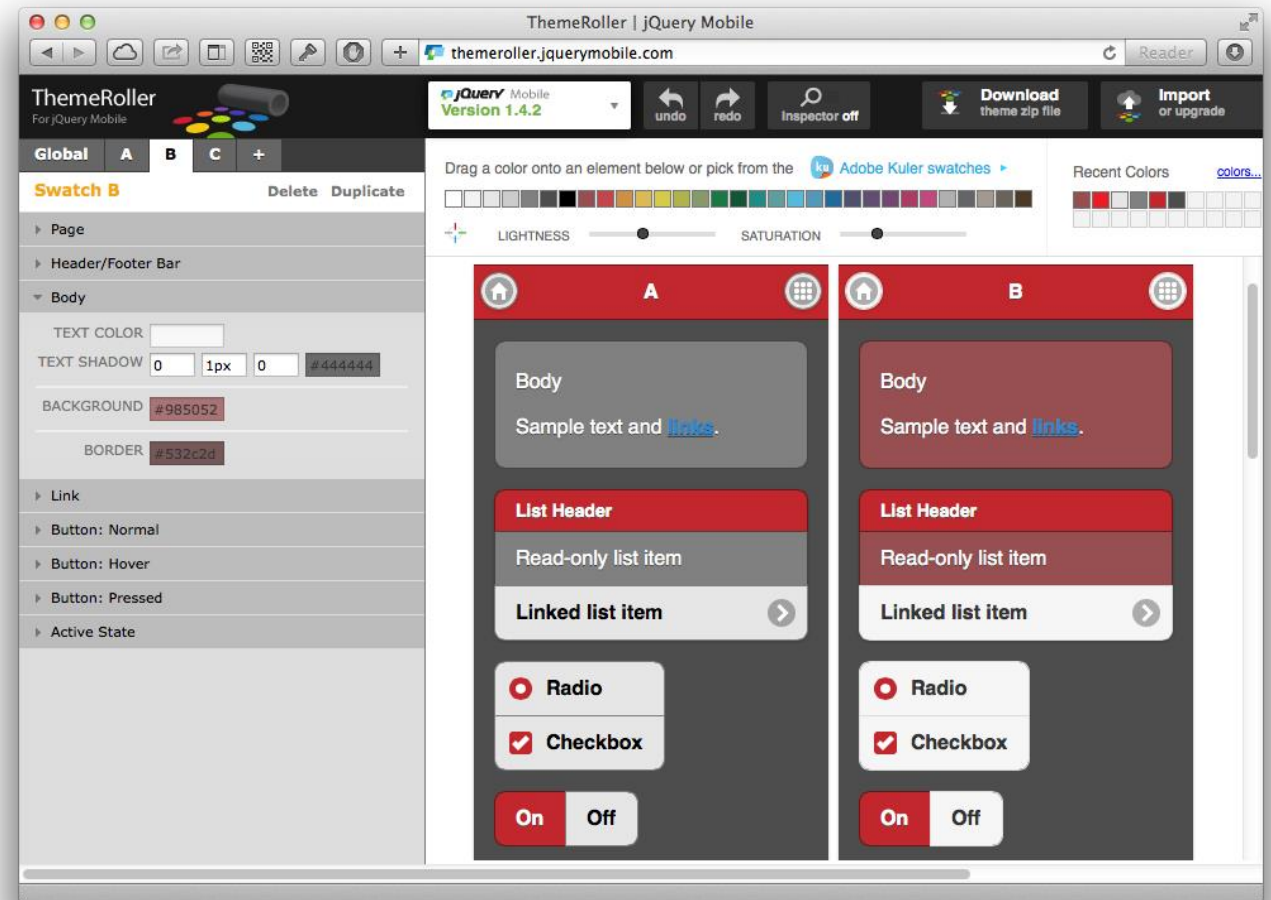 ThemeRoller | jQuery Mobile
themeroller.jquerymobile.com
Reader
ThemeRoller
For jQuery Mobile
jQuery Mobile
Version 1.4.2
undo
redo
Inspector off
Download
theme zip file
Import
or upgrade
Global A B C +
Swatch B Delete Duplicate
Page
Header/Footer Bar
Body
TEXT COLOR
TEXT SHADOW 0 1px 0 #444444
BACKGROUND #985052
BORDER #532c2d
Link
Button: Normal
Button: Hover
Button: Pressed
Active State
Drag a color onto an element below or pick from the ku Adobe Kuler swatches
LIGHTNESS SATURATION
Recent Colors colors...
A
Body
Sample text and links.
List Header
Read-only list item
Linked list item
Radio
Checkbox
On Off
B
Body
Sample text and links.
List Header
Read-only list item
Linked list item
Radio
Checkbox
On Off